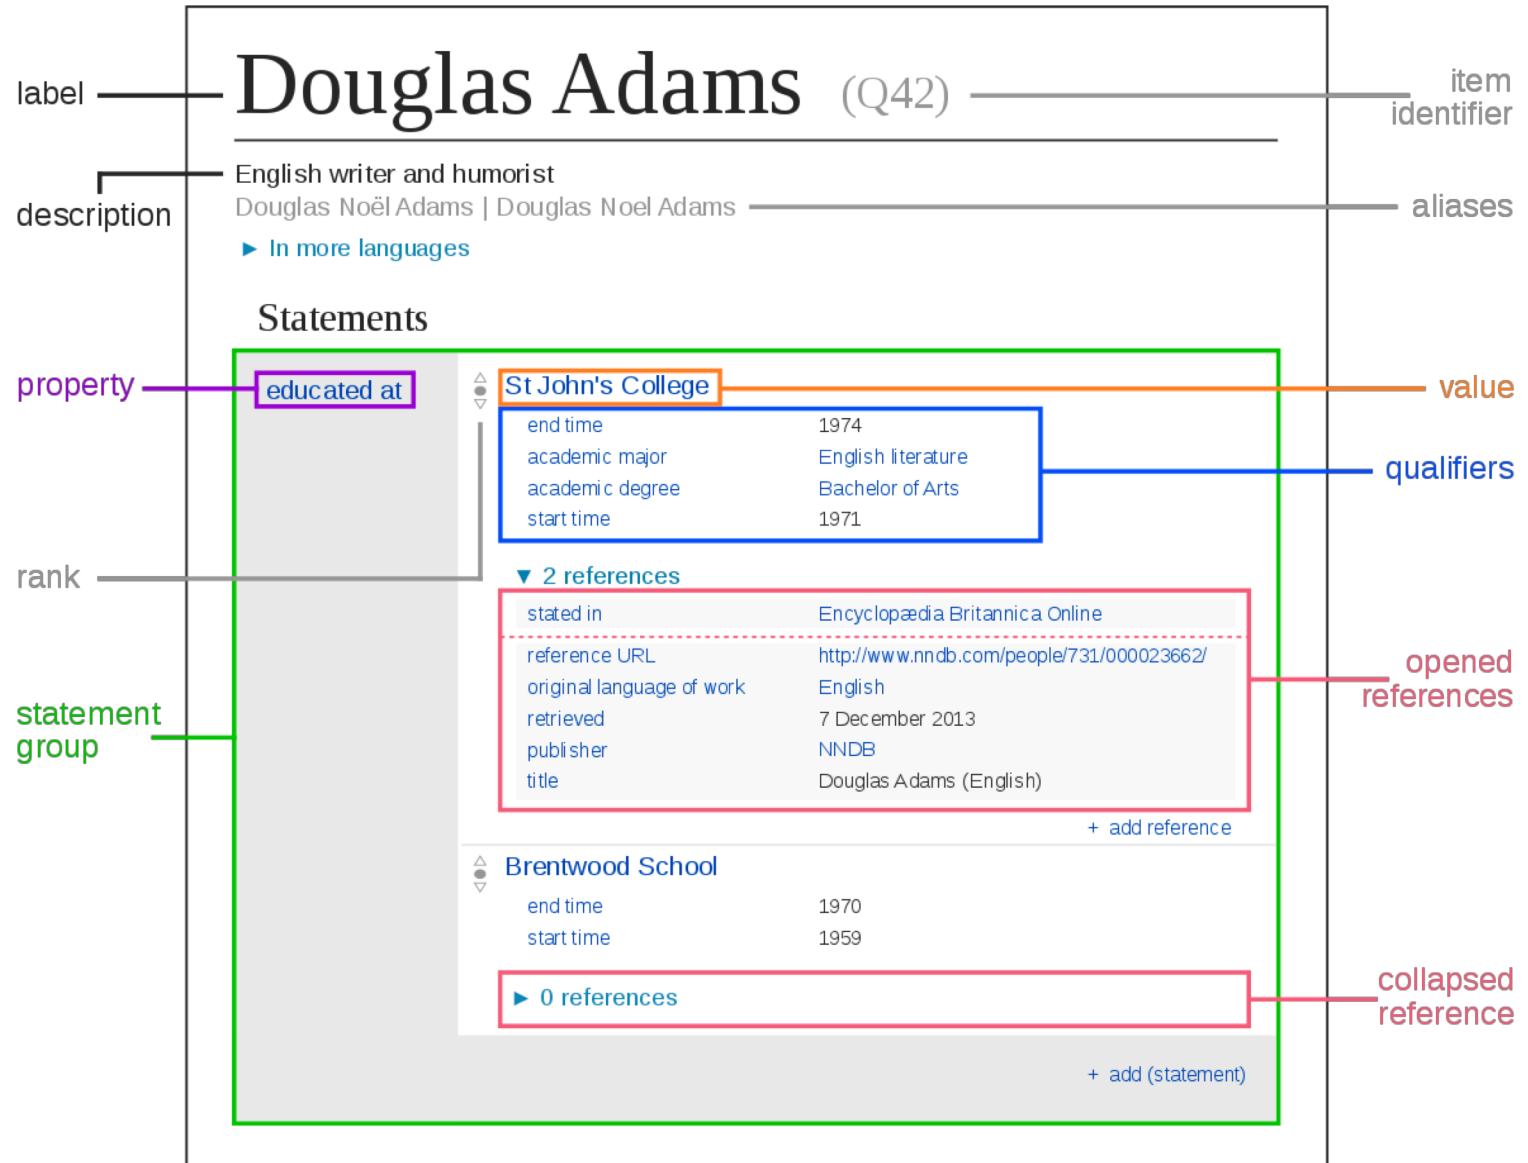 label
Douglas Adams (Q42)
item
identifier
description
English writer and humorist
Douglas Noël Adams | Douglas Noel Adams
aliases
► In more languages
Statements
property
educated at
St John's College
value
end time 1974
academic major English literature
academic degree Bachelor of Arts
start time 1971
qualifiers
rank
▼ 2 references
stated in Encyclopædia Britannica Online
reference URL http://www.nndb.com/people/731/000023662/
original language of work English
retrieved 7 December 2013
publisher NNDB
title Douglas Adams (English)
opened
references
statement
group
+ add reference
Brentwood School
end time 1970
start time 1959
► 0 references
collapsed
reference
+ add (statement)